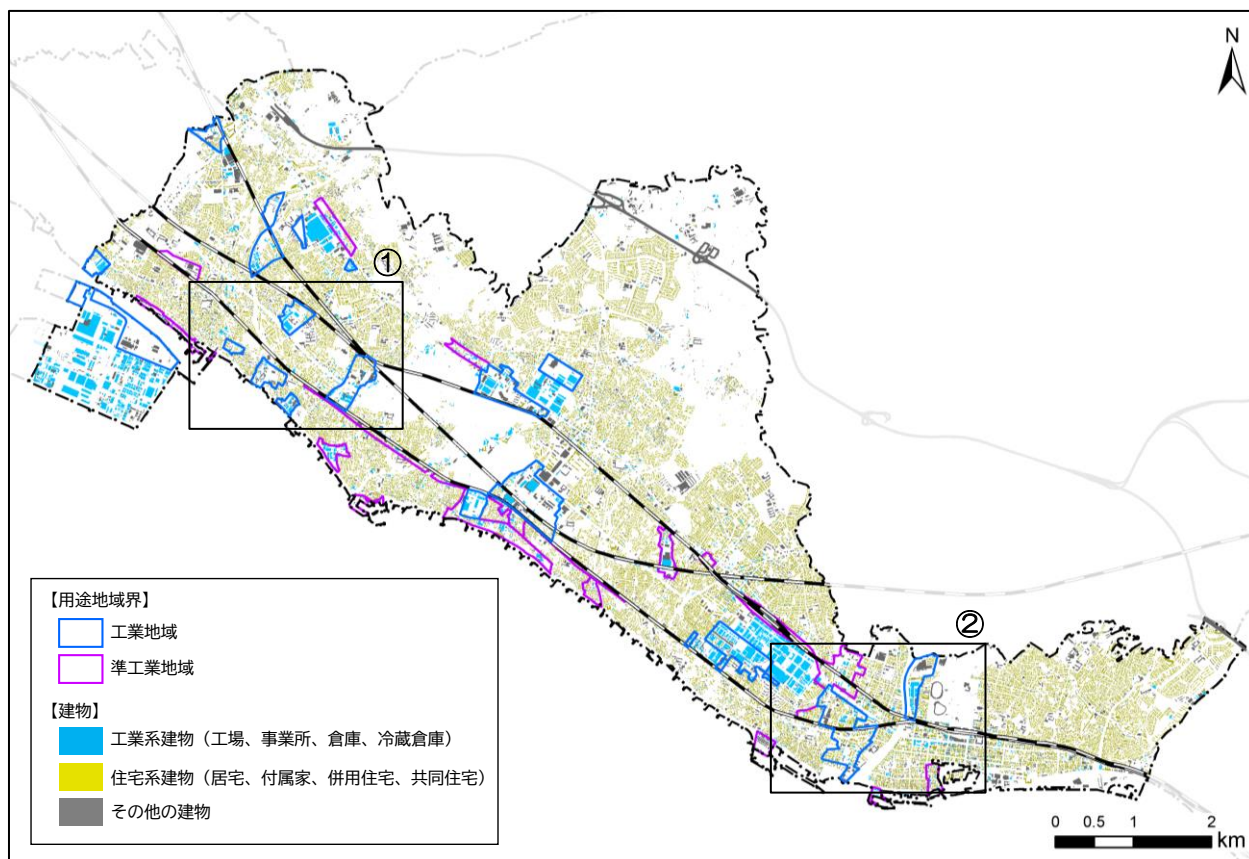 N
①
②
【用途地域界】
工業地域
準工業地域
【建物】
工業系建物（工場、事業所、倉庫、冷蔵倉庫）
住宅系建物（居宅、付属家、併用住宅、共同住宅）
その他の建物
0 0.5 1 2
km